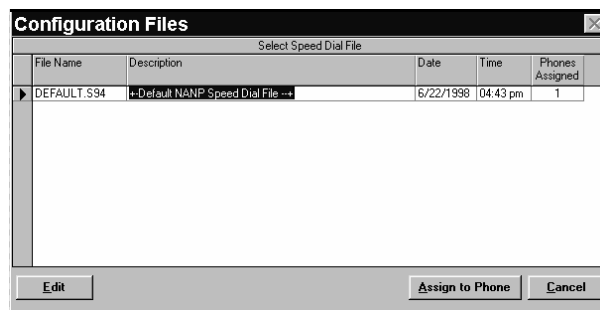 Configuration Files
Select Speed Dial File
File Name Description Date Time Phones Assigned
DEFAULT.S94 +-Default NANP Speed Dial File --+ 6/22/1998 04:43 pm 1
Edit Assign to Phone Cancel